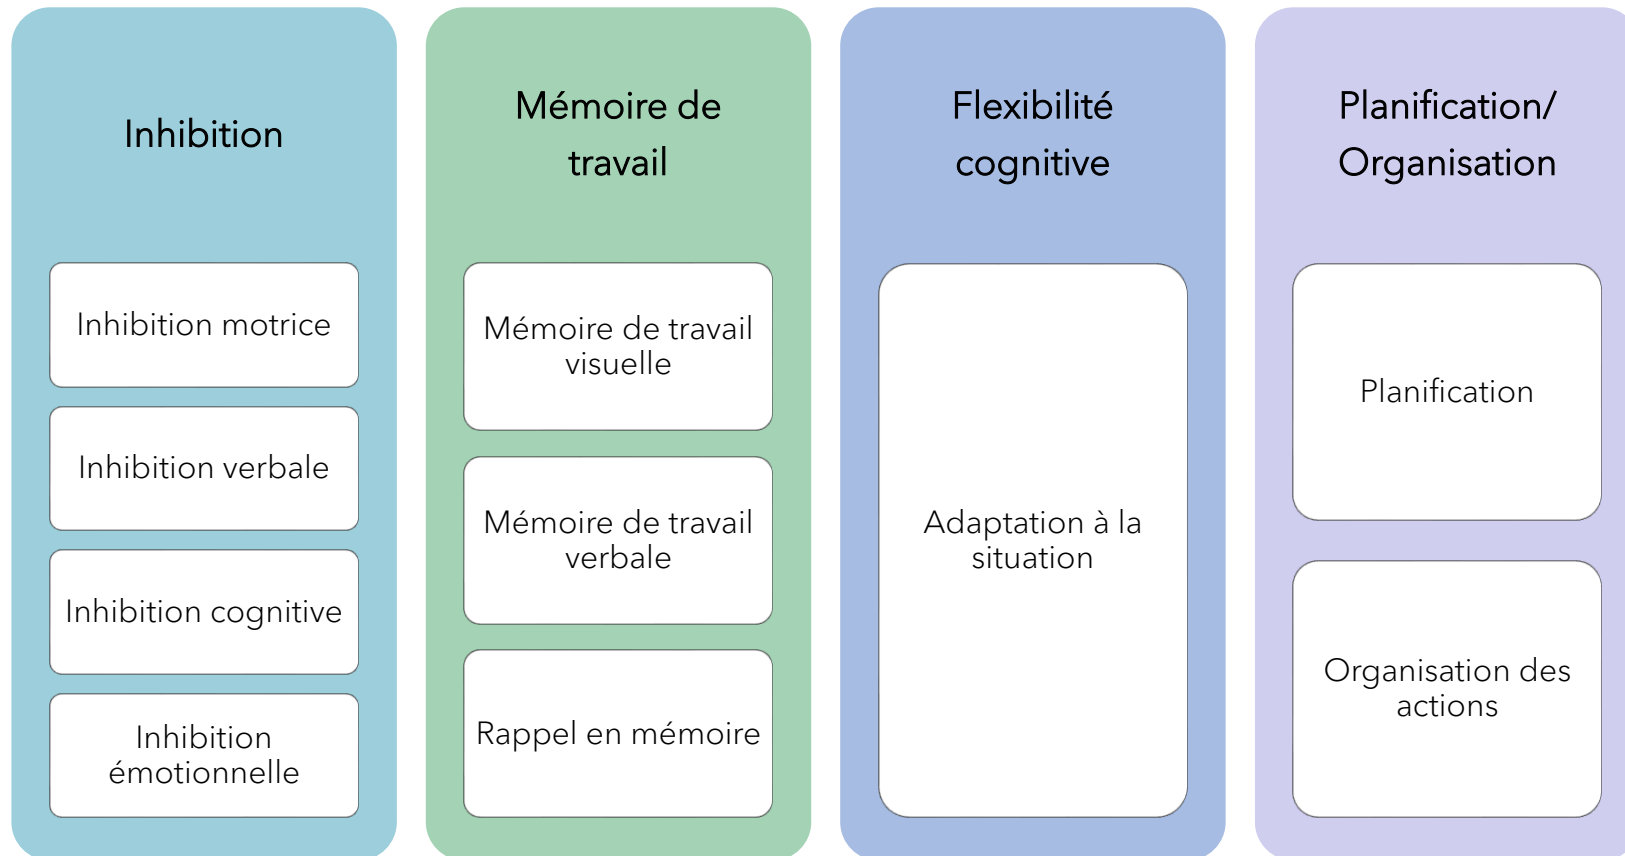 Inhibition
Inhibition motrice
Inhibition verbale
Inhibition cognitive
Inhibition
émotionnelle
Mémoire de
travail
Mémoire de travail
visuelle
Mémoire de travail
verbale
Rappel en mémoire
Flexibilité
cognitive
Adaptation à la
situation
Planification/
Organisation
Planification
Organisation des
actions